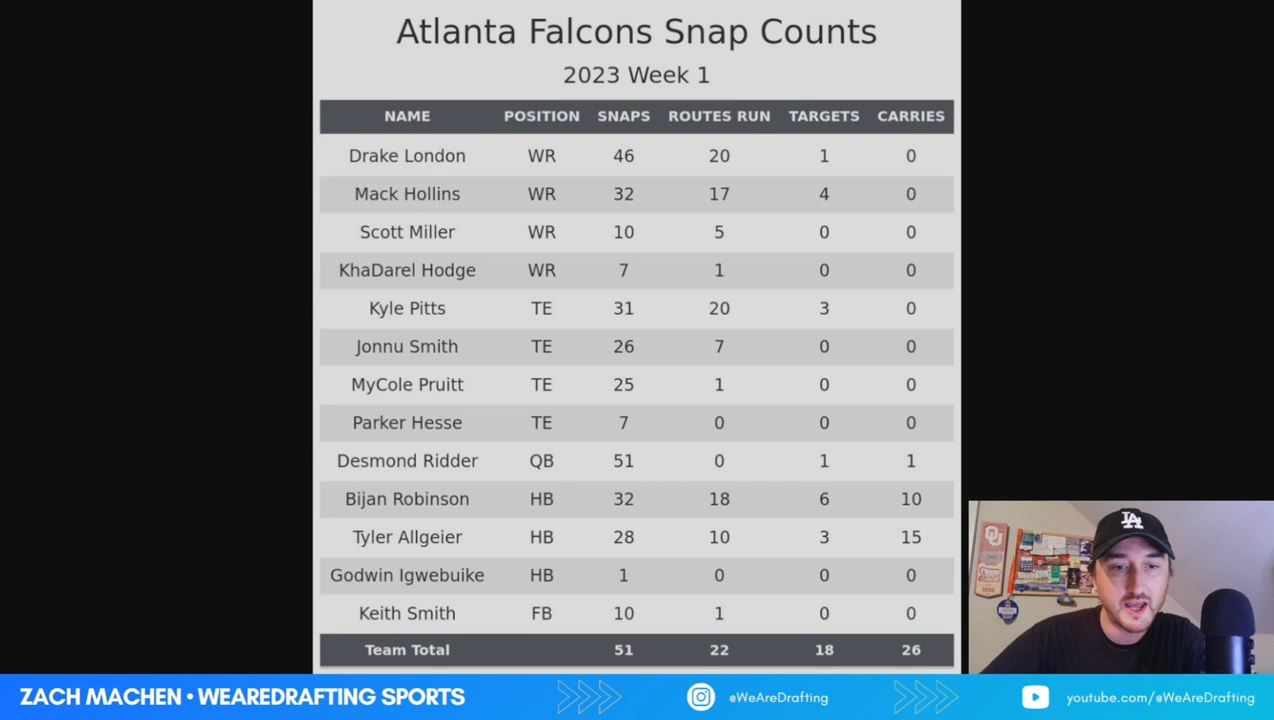 Atlanta Falcons Snap Counts
2023 Week 1
NAME POSITION SNAPS ROUTES RUN TARGETS CARRIES
Drake London WR 46 20 1 0
Mack Hollins WR 32 17 4 0
Scott Miller WR 10 5 0 0
KhaDarel Hodge WR 7 1 0 0
Kyle Pitts TE 31 20 3 0
Jonnu Smith TE 26 7 0 0
MyCole Pruitt TE 25 1 0 0
Parker Hesse TE 7 0 0 0
Desmond Ridder QB 51 0 1 1
Bijan Robinson HB 32 18 6 10
Tyler Allgeier HB 28 10 3 15
Godwin Igwebuike HB 1 0 0 0
Keith Smith FB 10 1 0 0
Team Total 51 22 18 26
LA
OU
ZACH MACHEN • WEAREDRAFTING SPORTS @WeAreDrafting youtube.com/@WeAreDrafting